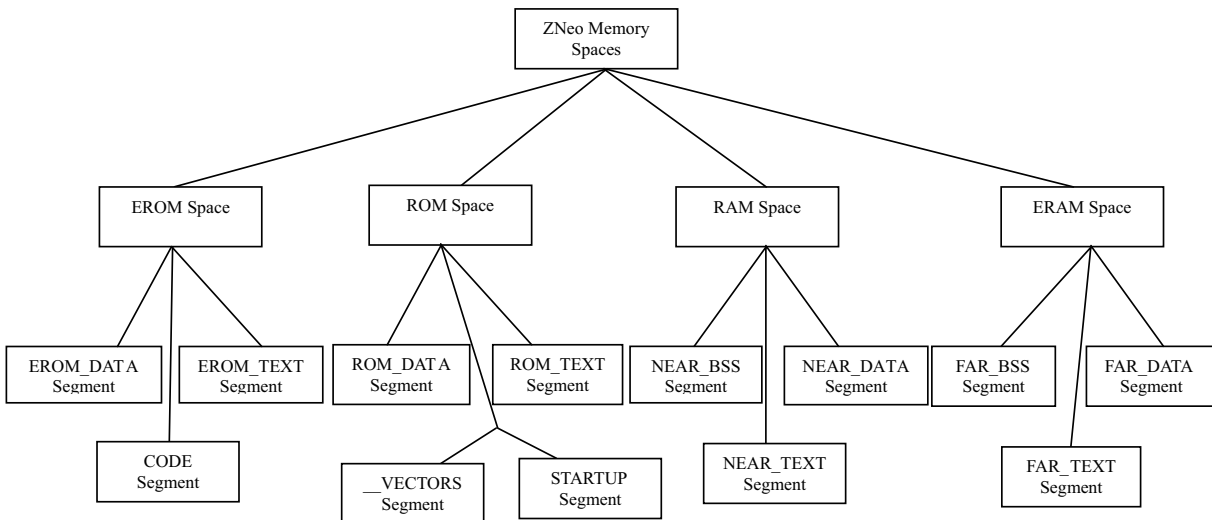 ZNeo Memory
Spaces
EROM Space
ROM Space
RAM Space
ERAM Space
EROM_DATA
Segment
EROM_TEXT
Segment
ROM_DATA
Segment
ROM_TEXT
Segment
NEAR_BSS
Segment
NEAR_DATA
Segment
FAR_BSS
Segment
FAR_DATA
Segment
CODE
Segment
__VECTORS
Segment
STARTUP
Segment
NEAR_TEXT
Segment
FAR_TEXT
Segment